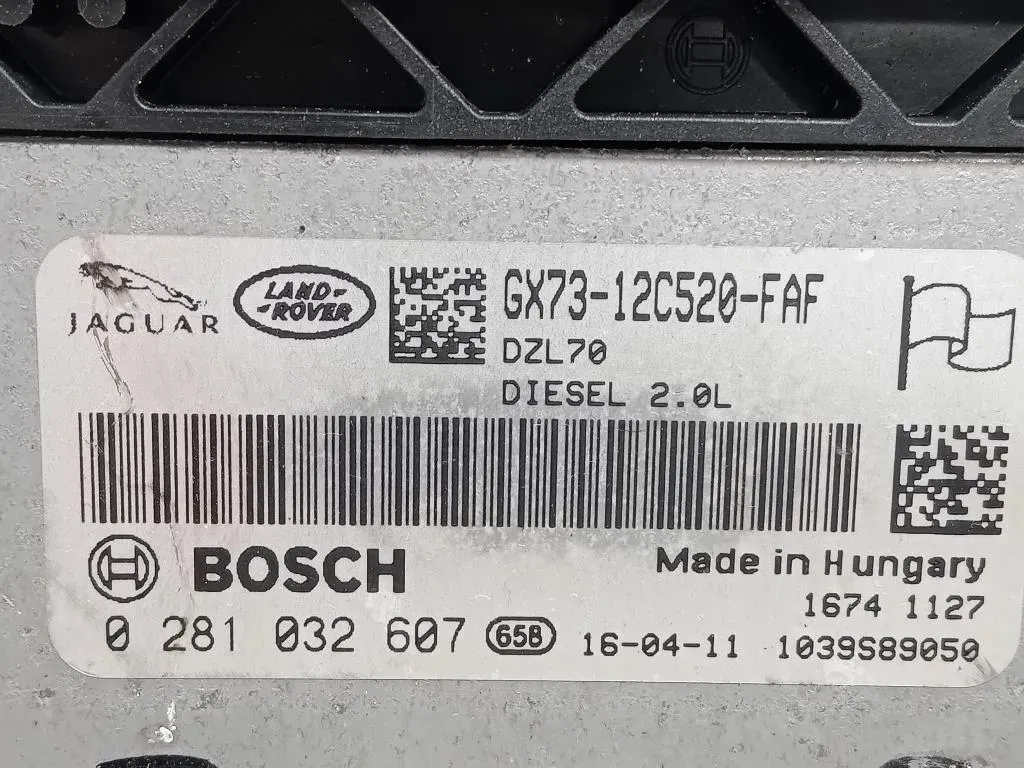 JAGUAR
LAND-
-ROVER
GX73-12C520-FAF
DZL70
DIESEL 2.0L
BOSCH
Made in Hungary
1674 1127
0 281 032 607 65B 16-04-11 1039S89050